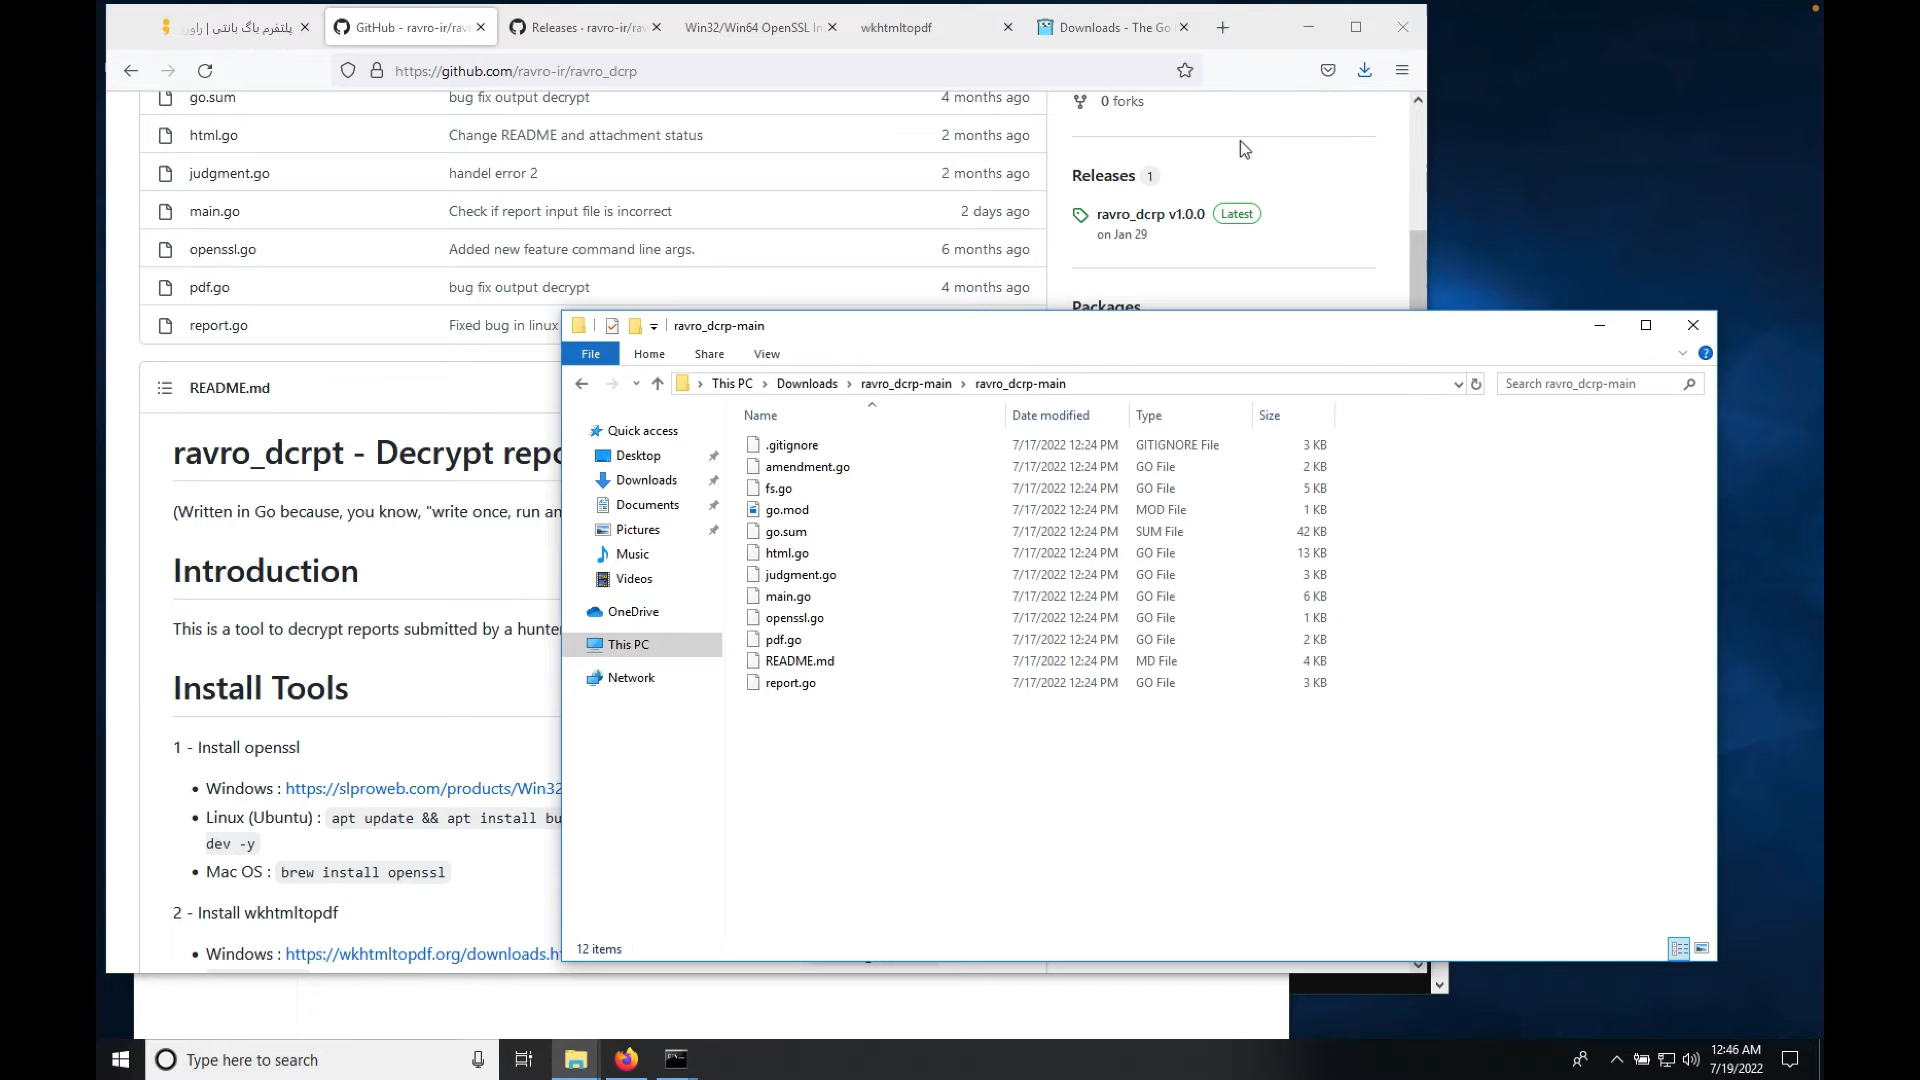 پلتفرم باگ بانتی | راور
GitHub - ravro-ir/rav
Releases · ravro-ir/ra
Win32/Win64 OpenSSL In
wkhtmltopdf
Downloads - The Go
https://github.com/ravro-ir/ravro_dcrp
go.sum bug fix output decrypt 4 months ago
html.go Change README and attachment status 2 months ago
judgment.go handel error 2 2 months ago
main.go Check if report input file is incorrect 2 days ago
openssl.go Added new feature command line args. 6 months ago
pdf.go bug fix output decrypt 4 months ago
report.go Fixed bug in linux
0 forks
Releases 1
ravro_dcrp v1.0.0 Latest
on Jan 29
Packages
README.md
ravro_dcrpt - Decrypt repo
(Written in Go because, you know, "write once, run an
Introduction
This is a tool to decrypt reports submitted by a hunte
Install Tools
1 - Install openssl
• Windows : https://slproweb.com/products/Win32
• Linux (Ubuntu) : apt update && apt install bu
dev -y
• Mac OS : brew install openssl
2 - Install wkhtmltopdf
• Windows : https://wkhtmltopdf.org/downloads.ht
ravro_dcrp-main
File Home Share View
This PC > Downloads > ravro_dcrp-main > ravro_dcrp-main
Search ravro_dcrp-main
Quick access
Desktop
Downloads
Documents
Pictures
Music
Videos
OneDrive
This PC
Network
Name Date modified Type Size
.gitignore 7/17/2022 12:24 PM GITIGNORE File 3 KB
amendment.go 7/17/2022 12:24 PM GO File 2 KB
fs.go 7/17/2022 12:24 PM GO File 5 KB
go.mod 7/17/2022 12:24 PM MOD File 1 KB
go.sum 7/17/2022 12:24 PM SUM File 42 KB
html.go 7/17/2022 12:24 PM GO File 13 KB
judgment.go 7/17/2022 12:24 PM GO File 3 KB
main.go 7/17/2022 12:24 PM GO File 6 KB
openssl.go 7/17/2022 12:24 PM GO File 1 KB
pdf.go 7/17/2022 12:24 PM GO File 2 KB
README.md 7/17/2022 12:24 PM MD File 4 KB
report.go 7/17/2022 12:24 PM GO File 3 KB
12 items
Type here to search
12:46 AM
7/19/2022